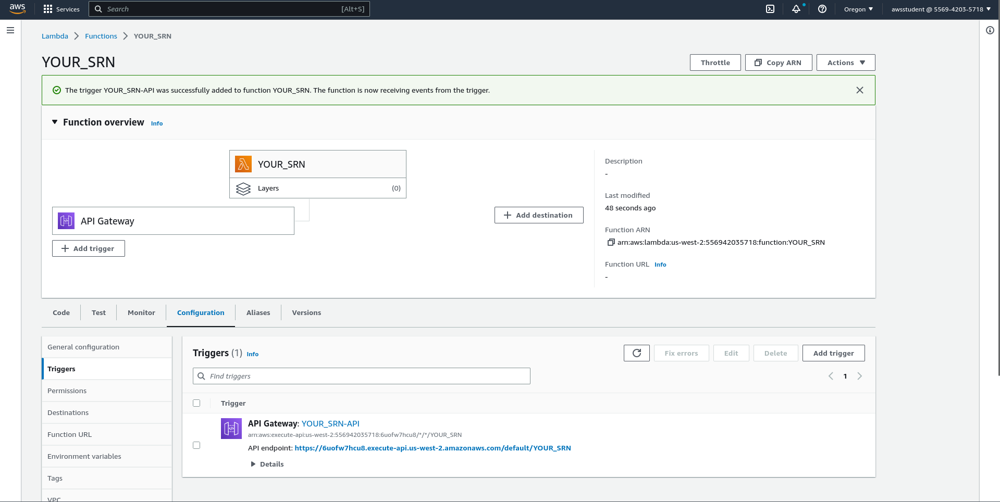 aws
Services
Search
[Alt+S]
Oregon ▼
awsstudent @ 5569-4203-5718 ▼
Lambda > Functions > YOUR_SRN
YOUR_SRN
Throttle
Copy ARN
Actions ▼
The trigger YOUR_SRN-API was successfully added to function YOUR_SRN. The function is now receiving events from the trigger.
Function overview Info
YOUR_SRN
Layers (0)
API Gateway
+ Add trigger
+ Add destination
Description
-
Last modified
48 seconds ago
Function ARN
arn:aws:lambda:us-west-2:556942035718:function:YOUR_SRN
Function URL Info
-
Code
Test
Monitor
Configuration
Aliases
Versions
General configuration
Triggers
Permissions
Destinations
Function URL
Environment variables
Tags
VPC
Triggers (1) Info
Fix errors
Edit
Delete
Add trigger
Find triggers
< 1 >
Trigger
API Gateway: YOUR_SRN-API
arn:aws:execute-api:us-west-2:556942035718:6uofw7hcu8/*/*/YOUR_SRN
API endpoint: https://6uofw7hcu8.execute-api.us-west-2.amazonaws.com/default/YOUR_SRN
Details